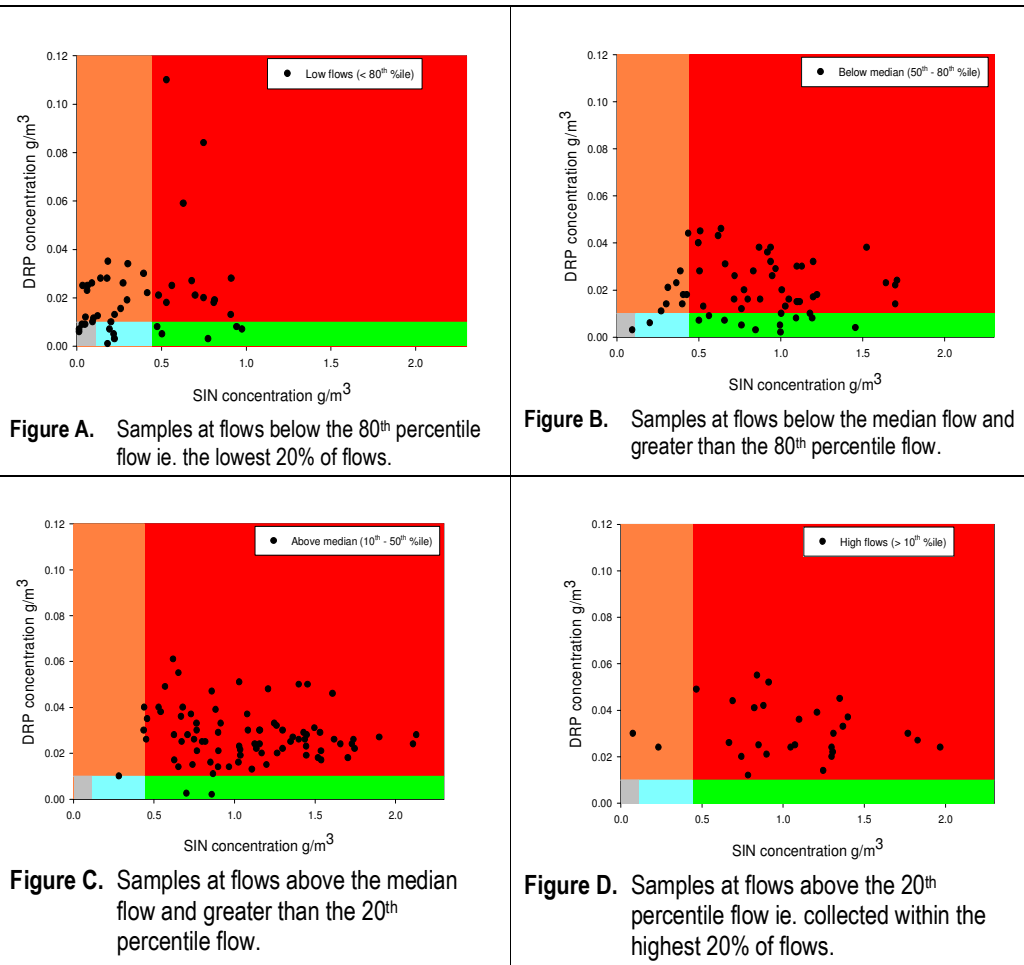 0.12
0.10
0.08
0.06
0.04
0.02
0.00
DRP concentration g/m3
● Low flows (< 80th %ile)
0.0 0.5 1.0 1.5 2.0
SIN concentration g/m3
Figure A. Samples at flows below the 80th percentile
flow ie. the lowest 20% of flows.
0.12
0.10
0.08
0.06
0.04
0.02
0.00
DRP concentration g/m3
● Below median (50th - 80th %ile)
0.0 0.5 1.0 1.5 2.0
SIN concentration g/m3
Figure B. Samples at flows below the median flow and
greater than the 80th percentile flow.
0.12
0.10
0.08
0.06
0.04
0.02
0.00
DRP concentration g/m3
● Above median (10th - 50th %ile)
0.0 0.5 1.0 1.5 2.0
SIN concentration g/m3
Figure C. Samples at flows above the median
flow and greater than the 20th
percentile flow.
0.12
0.10
0.08
0.06
0.04
0.02
0.00
DRP concentration g/m3
● High flows (> 10th %ile)
0.0 0.5 1.0 1.5 2.0
SIN concentration g/m3
Figure D. Samples at flows above the 20th
percentile flow ie. collected within the
highest 20% of flows.